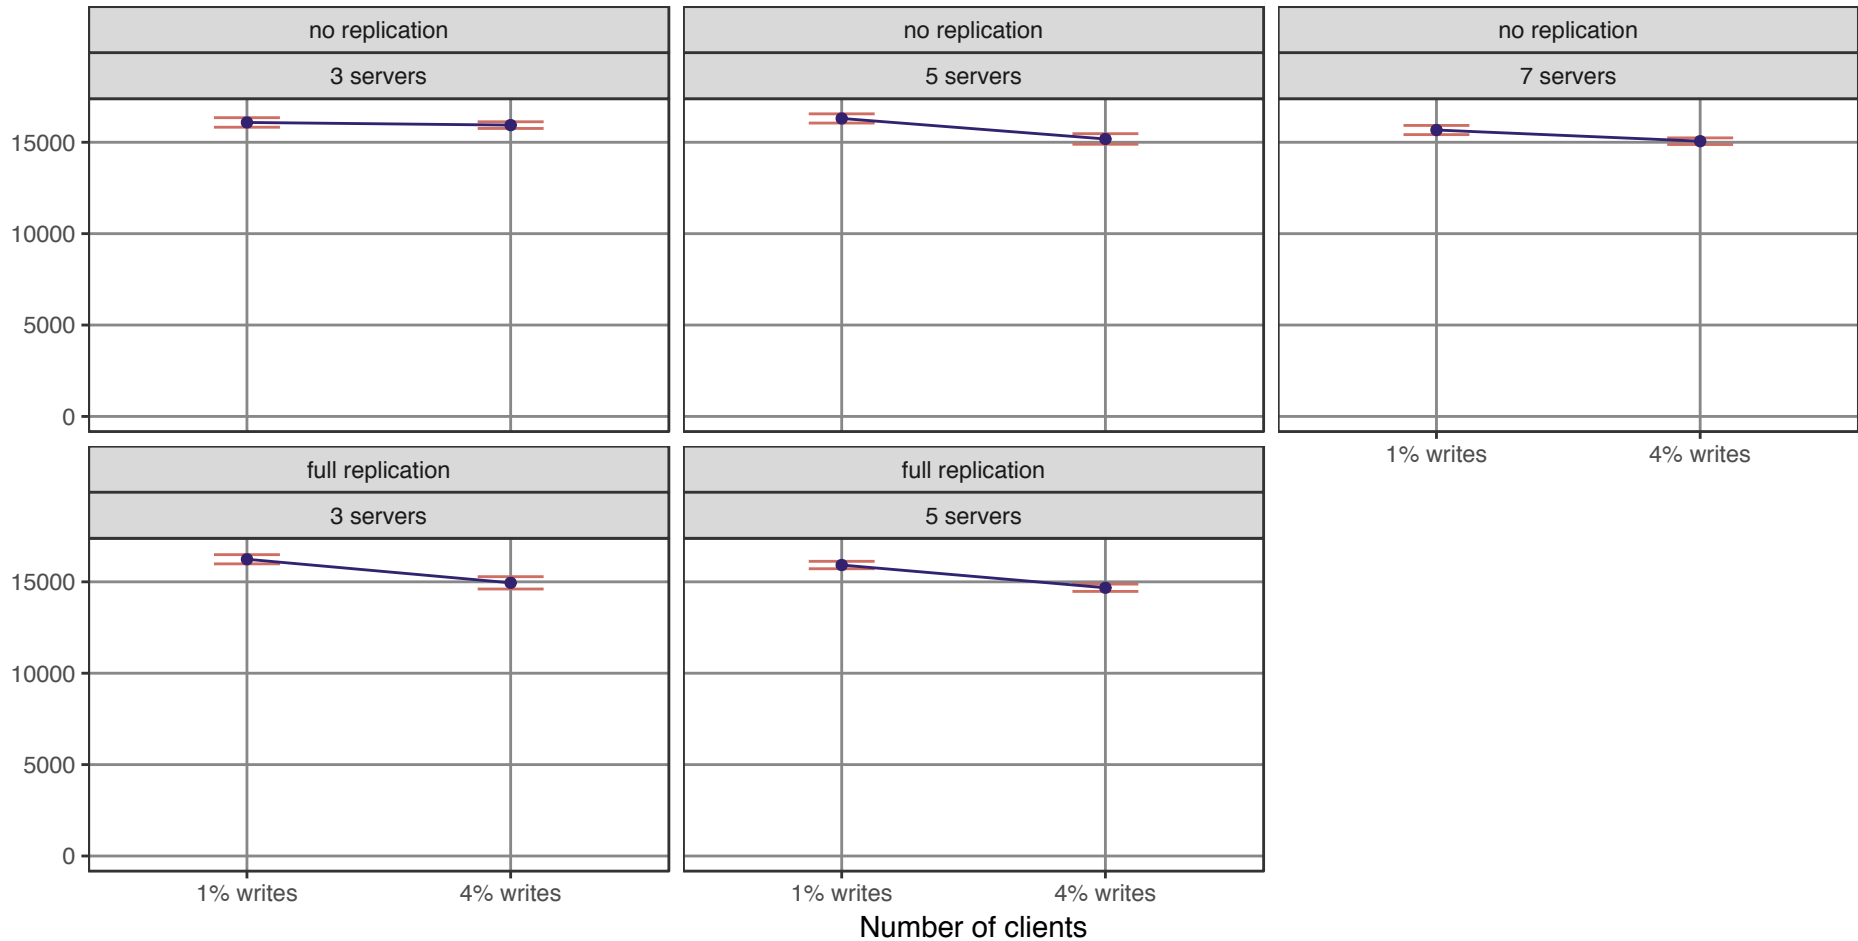 no replication
3 servers
no replication
5 servers
no replication
7 servers
15000
10000
5000
0
1% writes
4% writes
full replication
3 servers
full replication
5 servers
15000
10000
5000
0
1% writes
4% writes
1% writes
4% writes
Number of clients